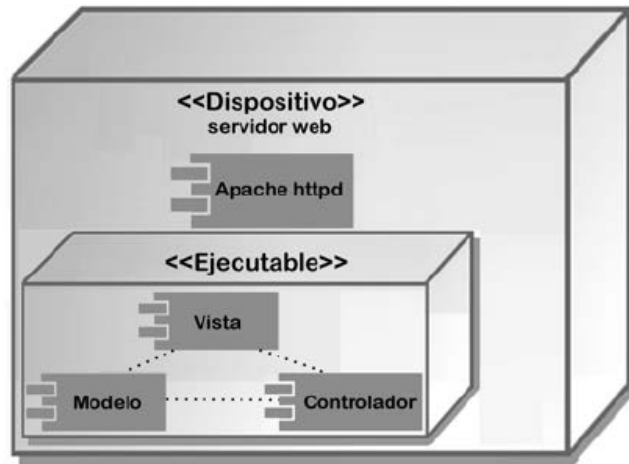 <<Dispositivo>>
servidor web
Apache httpd
<<Ejecutable>>
Vista
Modelo
Controlador